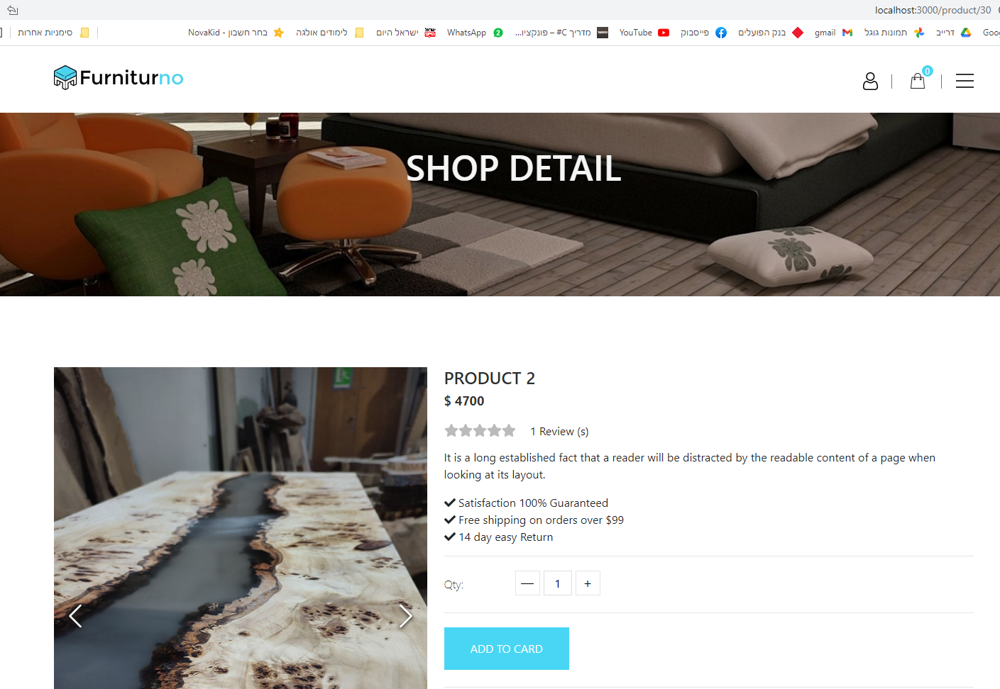 localhost:3000/product/30
סימניות אחרות
NovaKid - בחר חשבון
לימודים אולגה
ישראל היום
WhatsApp
מדריך C# – פונקציו...
YouTube
פייסבוק
בנק הפועלים
gmail
תמונות גוגל
דרייב
Goog
Furniturno
0
SHOP DETAIL
PRODUCT 2
$ 4700
1 Review (s)
It is a long established fact that a reader will be distracted by the readable content of a page when
looking at its layout.
Satisfaction 100% Guaranteed
Free shipping on orders over $99
14 day easy Return
Qty:
— 1 +
ADD TO CARD